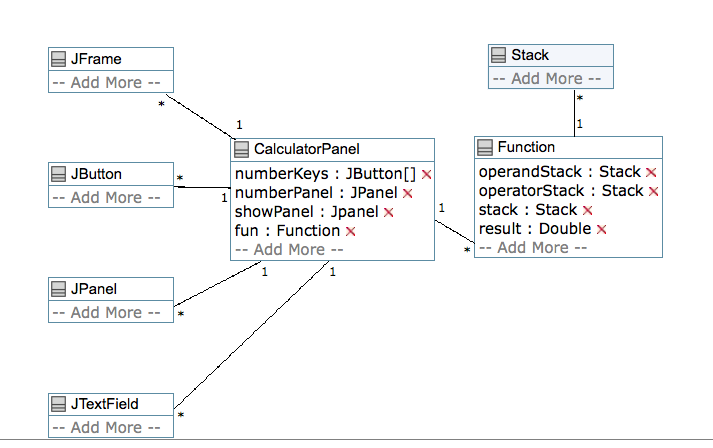 JFrame
-- Add More --
*
1
JButton
-- Add More --
*
1
JPanel
-- Add More --
*
1
JTextField
-- Add More --
*
1
CalculatorPanel
numberKeys : JButton[]
numberPanel : JPanel
showPanel : Jpanel
fun : Function
-- Add More --
1
*
Stack
-- Add More --
*
1
Function
operandStack : Stack
operatorStack : Stack
stack : Stack
result : Double
-- Add More --